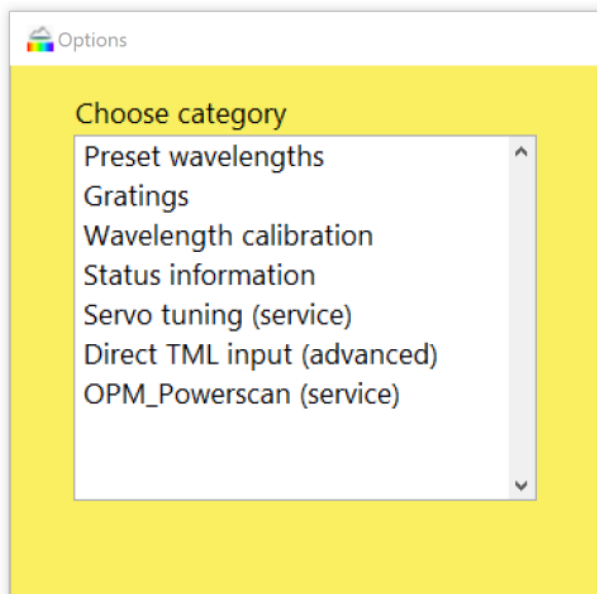 Options
Choose category
Preset wavelengths
Gratings
Wavelength calibration
Status information
Servo tuning (service)
Direct TML input (advanced)
OPM_Powerscan (service)